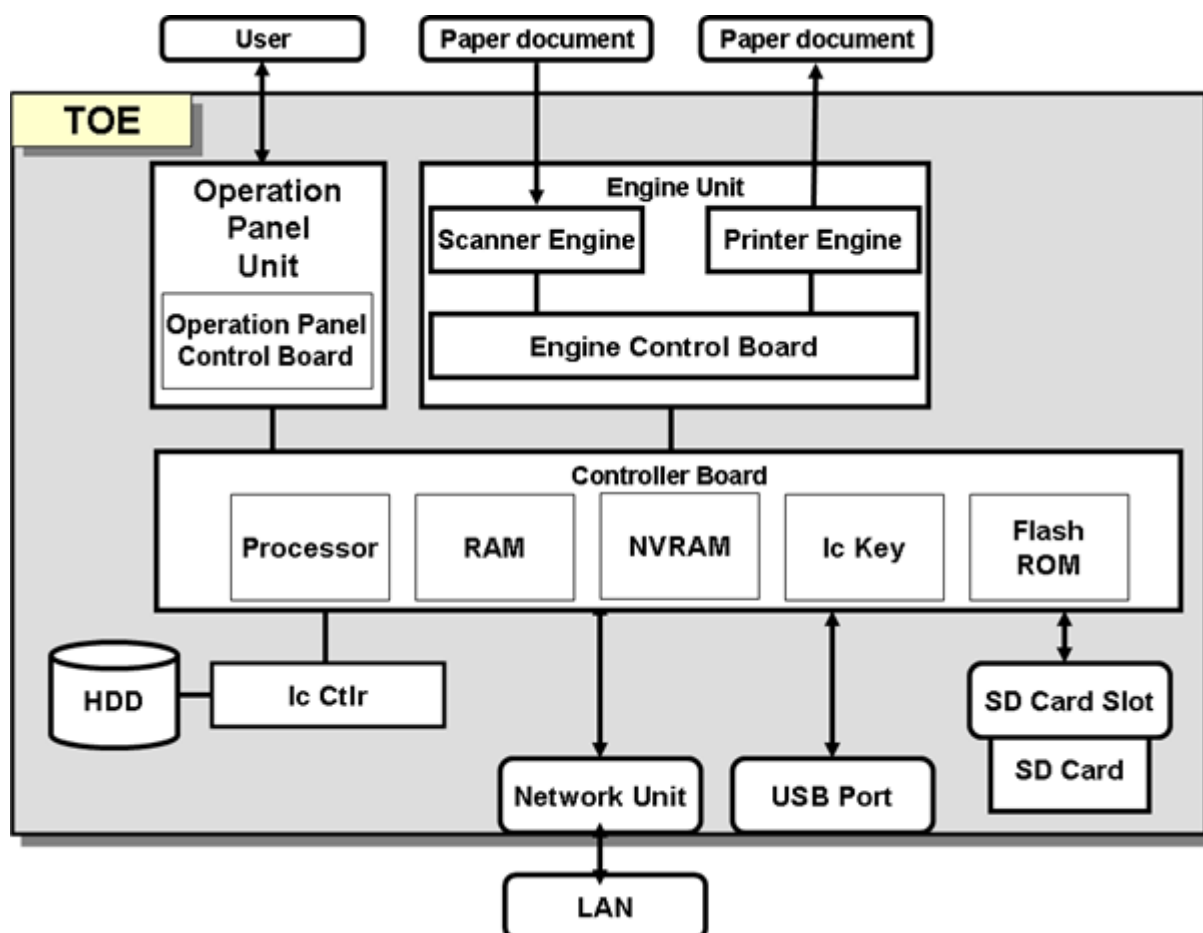 User
Paper document
Paper document
TOE
Operation
Panel
Unit
Operation Panel
Control Board
Engine Unit
Scanner Engine
Printer Engine
Engine Control Board
Controller Board
Processor
RAM
NVRAM
Ic Key
Flash
ROM
HDD
Ic Ctlr
SD Card Slot
SD Card
Network Unit
USB Port
LAN